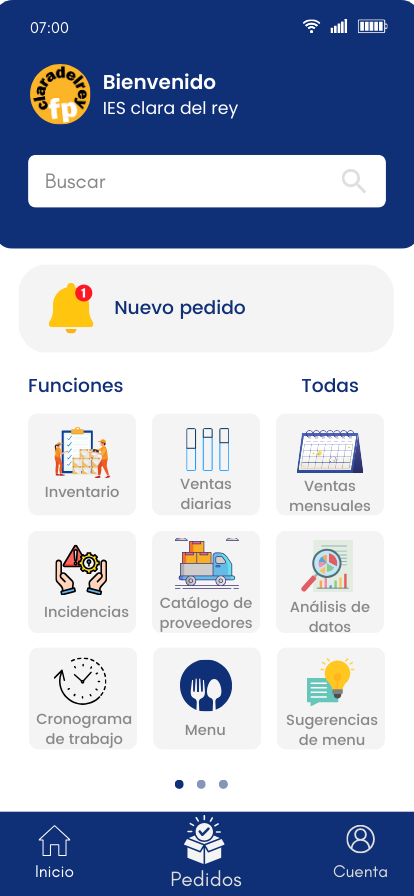 07:00
claradelrey
fp
Bienvenido
IES clara del rey
Buscar
1
Nuevo pedido
Funciones
Todas
Inventario
Ventas
diarias
Ventas
mensuales
Incidencias
Catálogo de
proveedores
Análisis de
datos
Cronograma
de trabajo
Menu
Sugerencias
de menu
Inicio
Pedidos
Cuenta